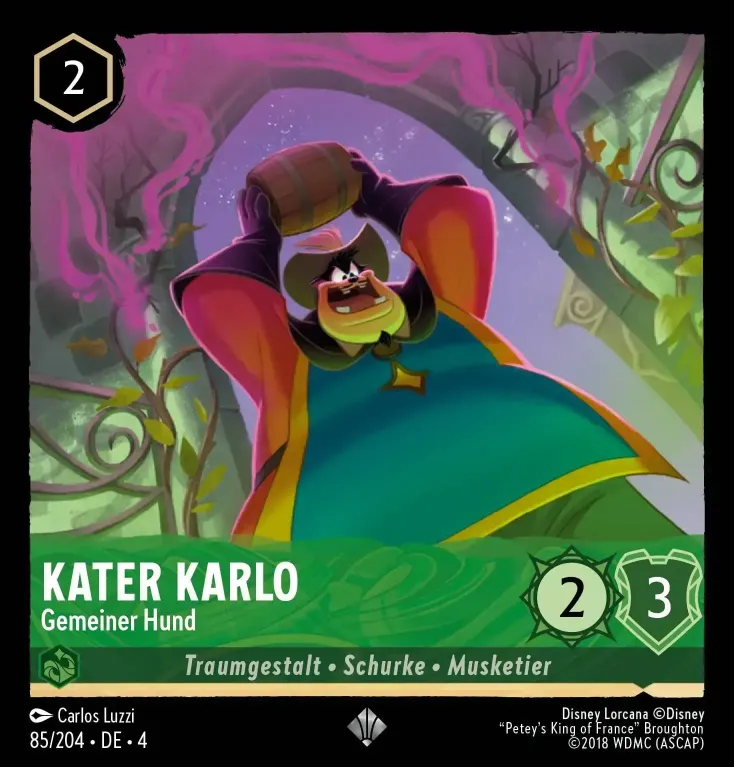 2
KATER KARLO
Gemeiner Hund
2
3
Traumgestalt • Schurke • Musketier
Carlos Luzzi
85/204 • DE • 4
Disney Lorcana ©Disney
“Petey's King of France” Broughton
©2018 WDMC (ASCAP)